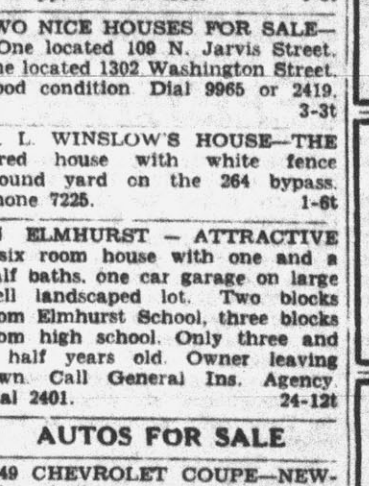 WO NICE HOUSES FOR SALE—
One located 109 N. Jarvis Street.
ne located 1302 Washington Street.
ood condition Dial 9965 or 2419.
3-3t
. L. WINSLOW'S HOUSE—THE
red house with white fence
ound yard on the 264 bypass.
hone 7225. 1-6t
ELMHURST — ATTRACTIVE
six room house with one and a
alf baths. one car garage on large
ell landscaped lot. Two blocks
om Elmhurst School, three blocks
om high school. Only three and
half years old. Owner leaving
wn. Call General Ins. Agency
al 2401. 24-12t
AUTOS FOR SALE
49 CHEVROLET COUPE—NEW-